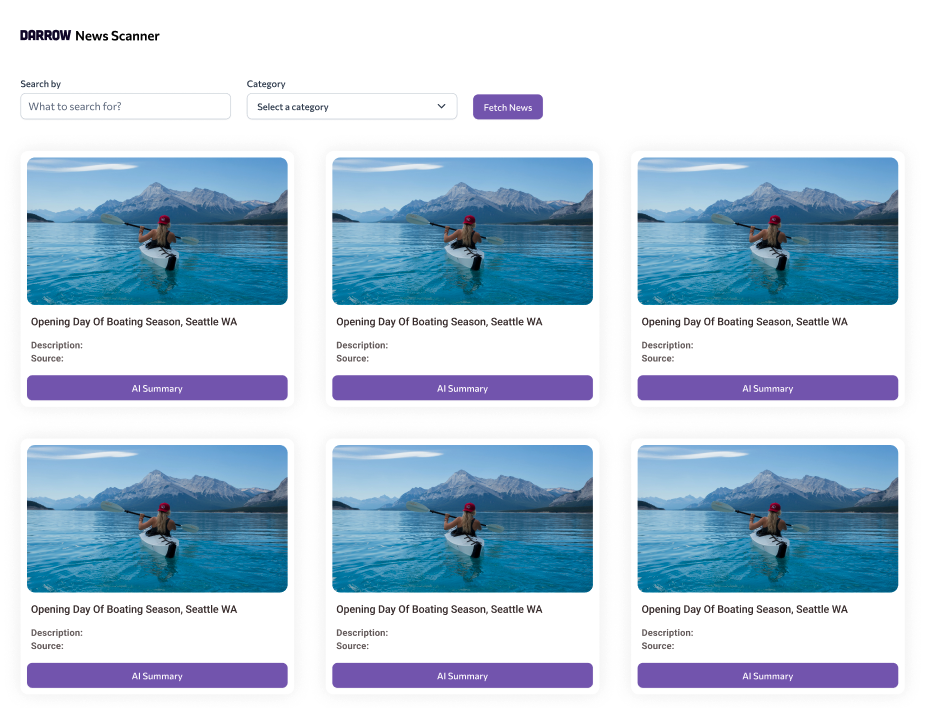 DARROW News Scanner
Search by
Category
What to search for?
Select a category
Fetch News
Opening Day Of Boating Season, Seattle WA
Description:
Source:
AI Summary
Opening Day Of Boating Season, Seattle WA
Description:
Source:
AI Summary
Opening Day Of Boating Season, Seattle WA
Description:
Source:
AI Summary
Opening Day Of Boating Season, Seattle WA
Description:
Source:
AI Summary
Opening Day Of Boating Season, Seattle WA
Description:
Source:
AI Summary
Opening Day Of Boating Season, Seattle WA
Description:
Source:
AI Summary